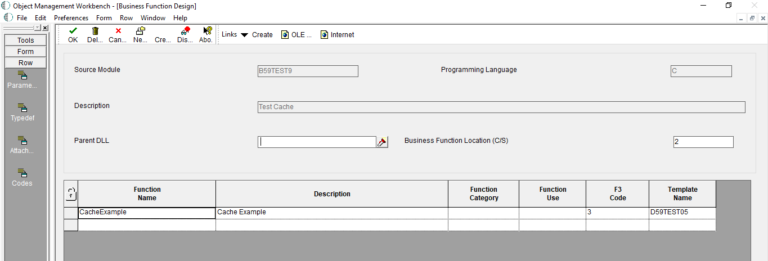 Object Management Workbench - [Business Function Design]
File Edit Preferences Form Row Window Help
Tools
Form
Row
Parame...
Typedef
Attach...
Codes
OK Del... Can... Ne... Cre... Dis... Abo. Links Create OLE ... Internet
Source Module B59TEST9 Programming Language C
Description Test Cache
Parent DLL Business Function Location (C/S) 2
Function Name Description Function Category Function Use F3 Code Template Name
CacheExample Cache Example 3 D59TEST05